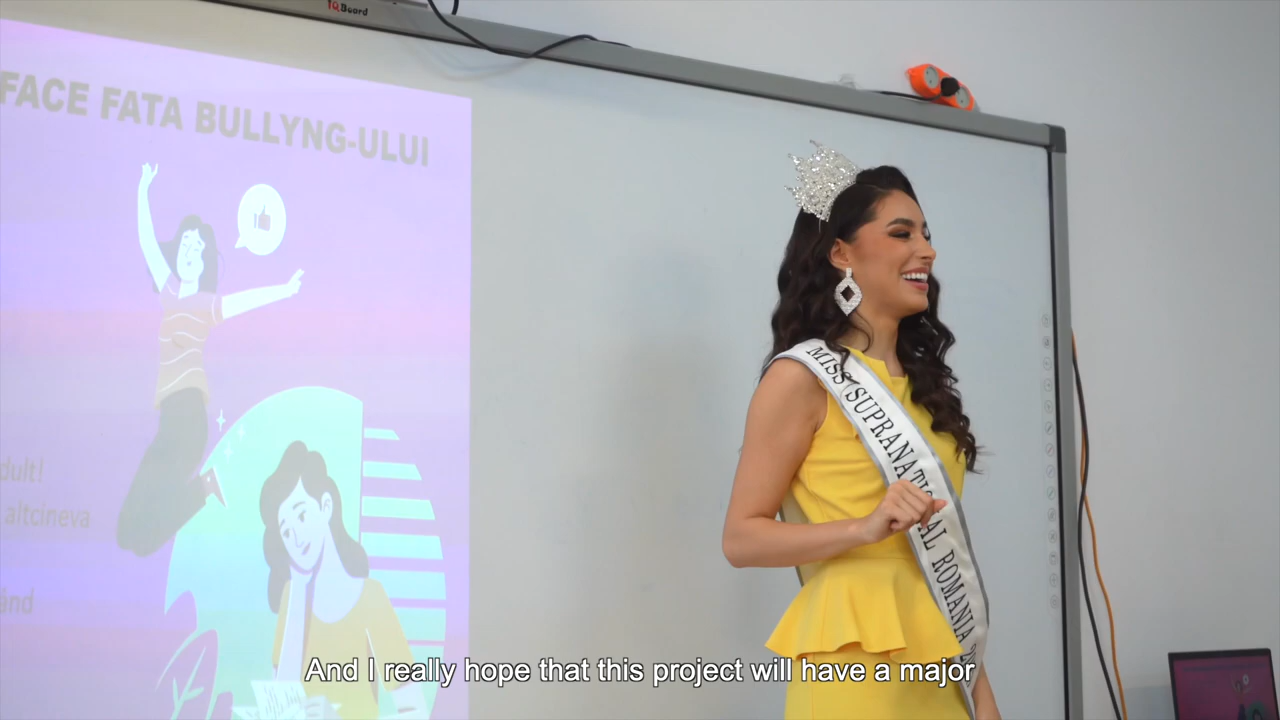 IQBoard
FACE FATA BULLYNG-ULUI
dult!
altcineva
ând
MISS SUPRANATIONAL ROMANIA
And I really hope that this project will have a major